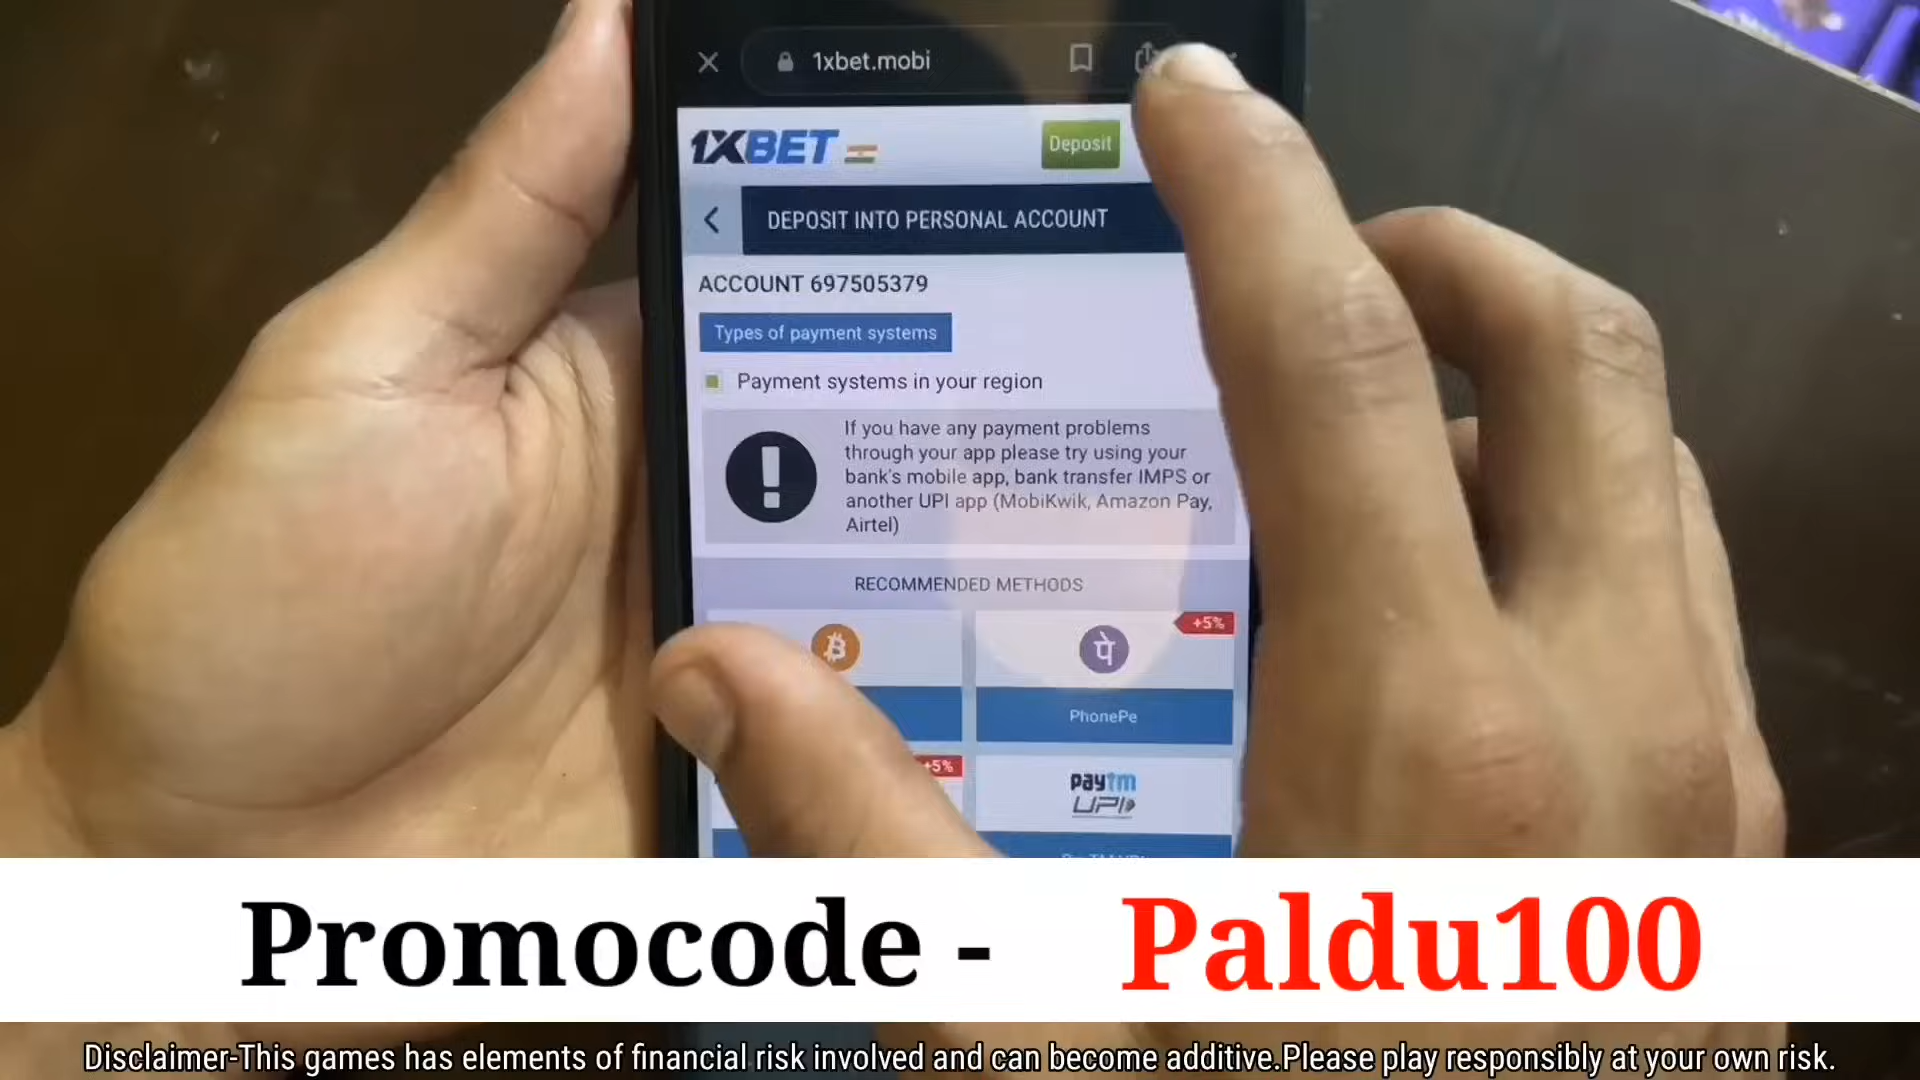 1xbet.mobi
1XBET
Deposit
DEPOSIT INTO PERSONAL ACCOUNT
ACCOUNT 697505379
Types of payment systems
Payment systems in your region
If you have any payment problems
through your app please try using your
bank's mobile app, bank transfer IMPS or
another UPI app (MobiKwik, Amazon Pay,
Airtel)
RECOMMENDED METHODS
+5%
पे
PhonePe
+5%
paytm
UPI
Promocode - Paldu100
Disclaimer-This games has elements of financial risk involved and can become additive.Please play responsibly at your own risk.